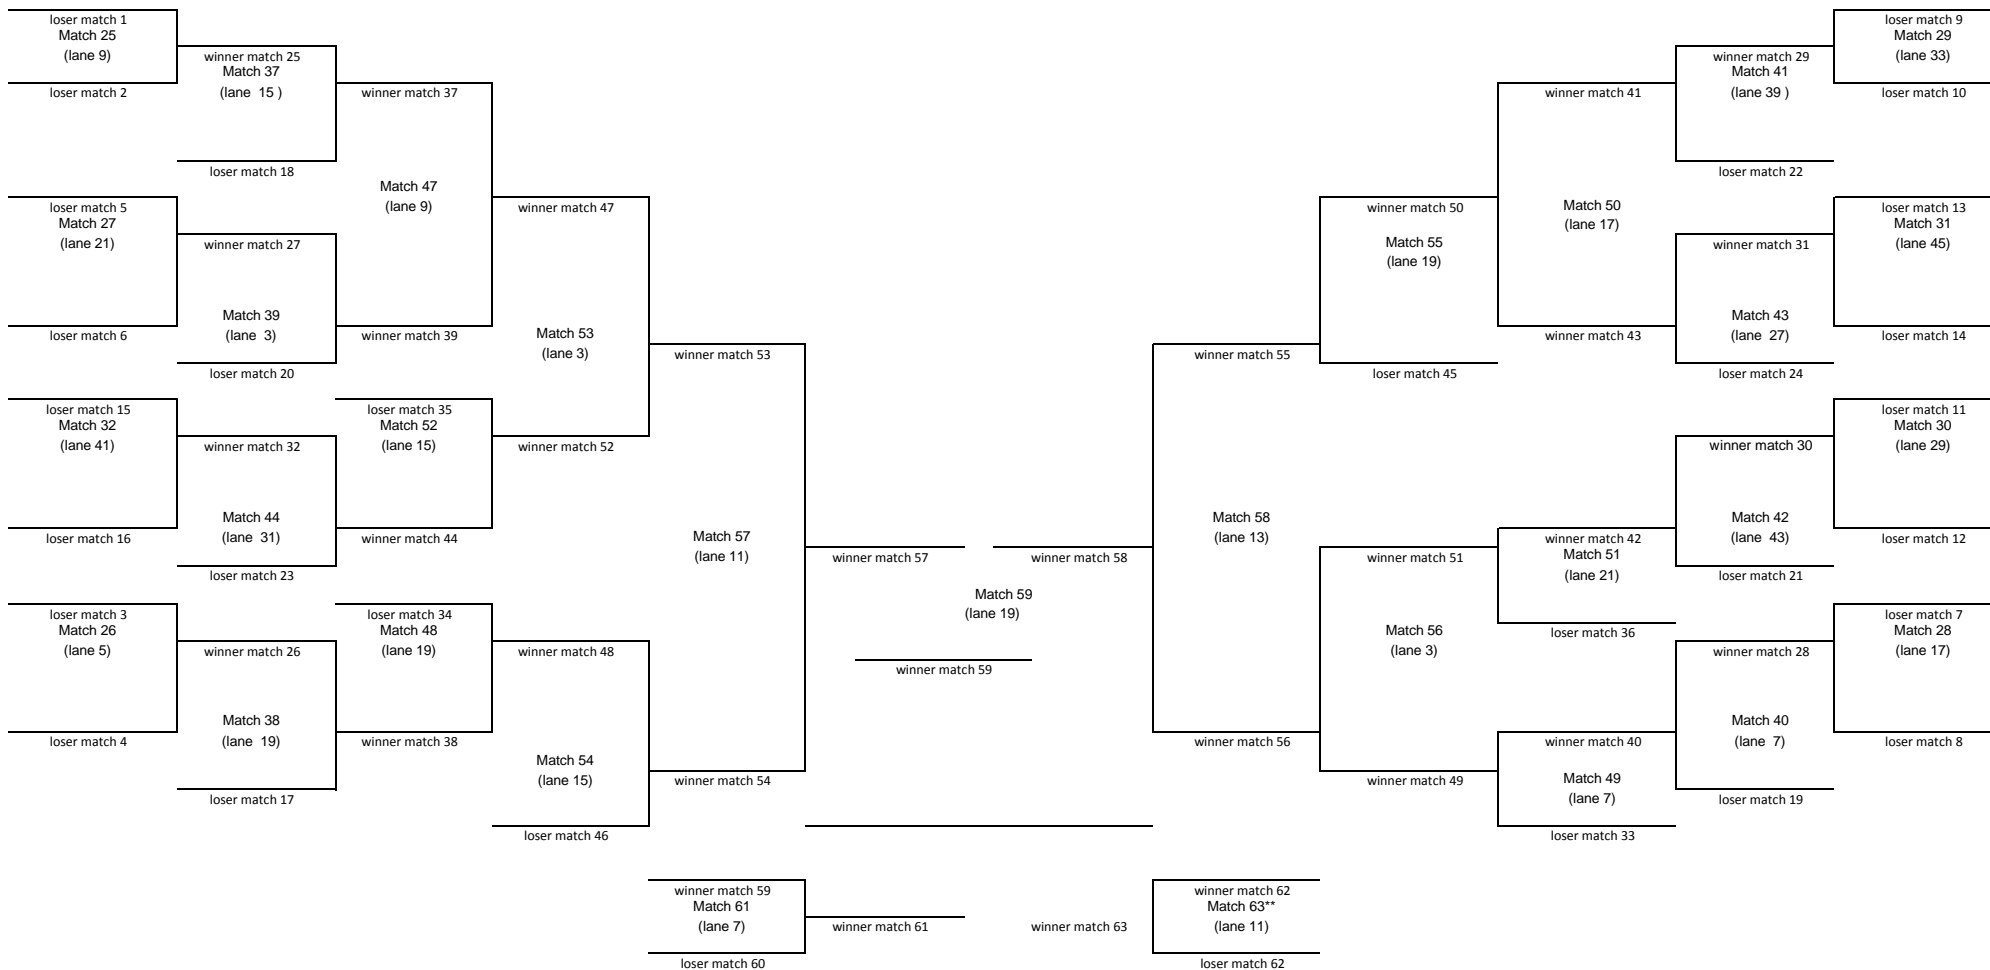 loser match 1
Match 25
(lane 9)
loser match 2
winner match 25
Match 37
(lane 15 )
loser match 18
winner match 37
Match 47
(lane 9)
winner match 39
loser match 5
Match 27
(lane 21)
loser match 6
winner match 27
Match 39
(lane 3)
loser match 20
winner match 47
Match 53
(lane 3)
winner match 52
loser match 15
Match 32
(lane 41)
loser match 16
winner match 32
Match 44
(lane 31)
loser match 23
loser match 35
Match 52
(lane 15)
winner match 44
loser match 3
Match 26
(lane 5)
loser match 4
winner match 26
Match 38
(lane 19)
loser match 17
loser match 34
Match 48
(lane 19)
winner match 38
winner match 48
Match 54
(lane 15)
loser match 46
winner match 53
Match 57
(lane 11)
winner match 54
winner match 57
winner match 58
Match 59
(lane 19)
winner match 59
winner match 55
Match 58
(lane 13)
winner match 56
winner match 50
Match 55
(lane 19)
loser match 45
winner match 51
Match 56
(lane 3)
winner match 49
winner match 41
Match 50
(lane 17)
winner match 43
winner match 42
Match 51
(lane 21)
loser match 36
winner match 40
Match 49
(lane 7)
loser match 33
winner match 29
Match 41
(lane 39 )
loser match 22
winner match 31
Match 43
(lane 27)
loser match 24
winner match 30
Match 42
(lane 43)
loser match 21
winner match 28
Match 40
(lane 7)
loser match 19
loser match 9
Match 29
(lane 33)
loser match 10
loser match 13
Match 31
(lane 45)
loser match 14
loser match 11
Match 30
(lane 29)
loser match 12
loser match 7
Match 28
(lane 17)
loser match 8
winner match 59
Match 61
(lane 7)
loser match 60
winner match 61
winner match 63
winner match 62
Match 63**
(lane 11)
loser match 62